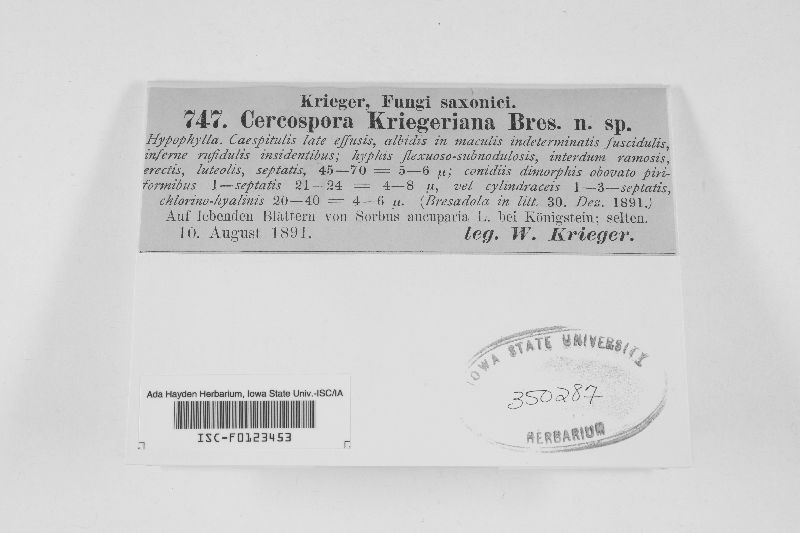 Krieger, Fungi saxonici.
747. Cercospora Kriegeriana Bres. n. sp.
Hypophylla. Caespitulis late effusis, albidis in maculis indeterminatis fuscidulis,
inferne rufidulis insidentibus; hyphis flexuoso-subnodulosis, interdum ramosis,
erectis, luteolis, septatis, 45—70 = 5—6 µ; conidiis dimorphis obovato piri-
formibus 1—septatis 21—24 = 4—8 µ, vel cylindraceis 1—3—septatis,
chlorino-hyalinis 20—40 = 4—6 µ. (Bresadola in litt. 30. Dez. 1891.)
Auf lebenden Blättern von Sorbus aucuparia L. bei Königstein; selten.
10. August 1891. leg. W. Krieger.
IOWA STATE UNIVERSITY
350287
HERBARIUM
Ada Hayden Herbarium, Iowa State Univ.-ISC/IA
ISC-F0123453